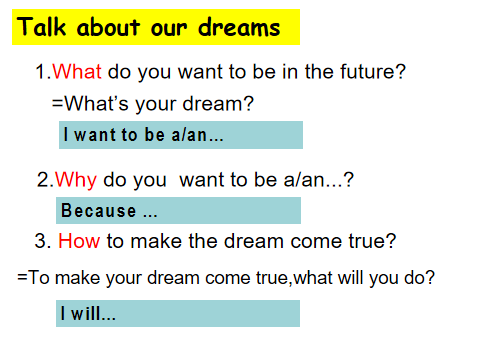 Talk about our dreams
1.What do you want to be in the future?
=What's your dream?
I want to be a/an...
2.Why do you want to be a/an...?
Because ...
3. How to make the dream come true?
=To make your dream come true,what will you do?
I will...